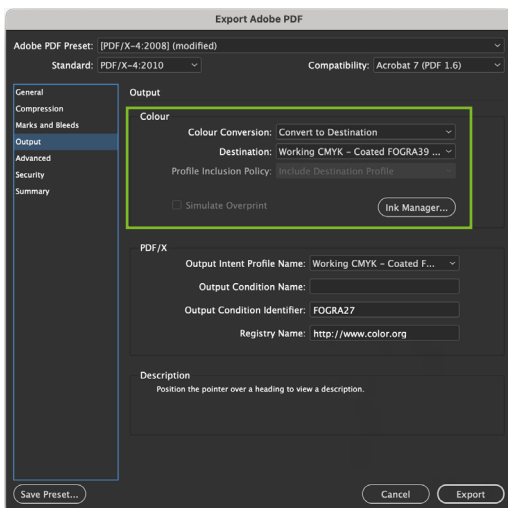 Export Adobe PDF
Adobe PDF Preset: [PDF/X-4:2008] (modified)
Standard: PDF/X-4:2010 Compatibility: Acrobat 7 (PDF 1.6)
General
Compression
Marks and Bleeds
Output
Advanced
Security
Summary
Output
Colour
Colour Conversion: Convert to Destination
Destination: Working CMYK - Coated FOGRA39 ...
Profile Inclusion Policy: Include Destination Profile
Simulate Overprint Ink Manager...
PDF/X
Output Intent Profile Name: Working CMYK - Coated F...
Output Condition Name:
Output Condition Identifier: FOGRA27
Registry Name: http://www.color.org
Description
Position the pointer over a heading to view a description.
Save Preset... Cancel Export